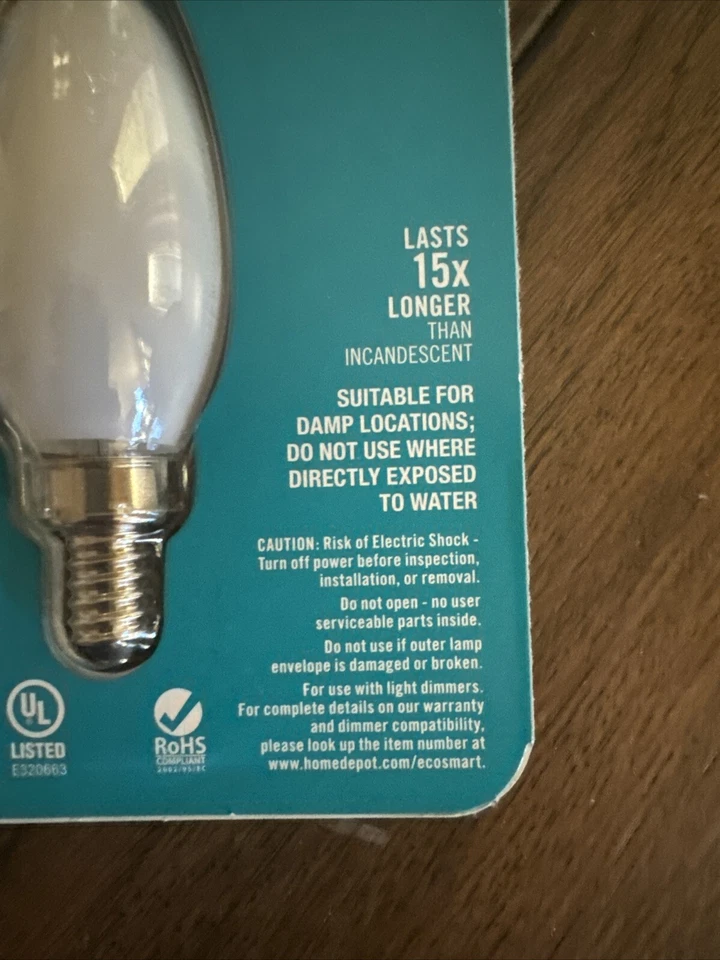 LASTS
15x
LONGER
THAN
INCANDESCENT
SUITABLE FOR
DAMP LOCATIONS;
DO NOT USE WHERE
DIRECTLY EXPOSED
TO WATER
CAUTION: Risk of Electric Shock -
Turn off power before inspection,
installation, or removal.
Do not open - no user
serviceable parts inside.
Do not use if outer lamp
envelope is damaged or broken.
For use with light dimmers.
For complete details on our warranty
and dimmer compatibility,
please look up the item number at
www.homedepot.com/ecosmart.
UL
LISTED
E320663
RoHS
COMPLIANT
2002/95/EC